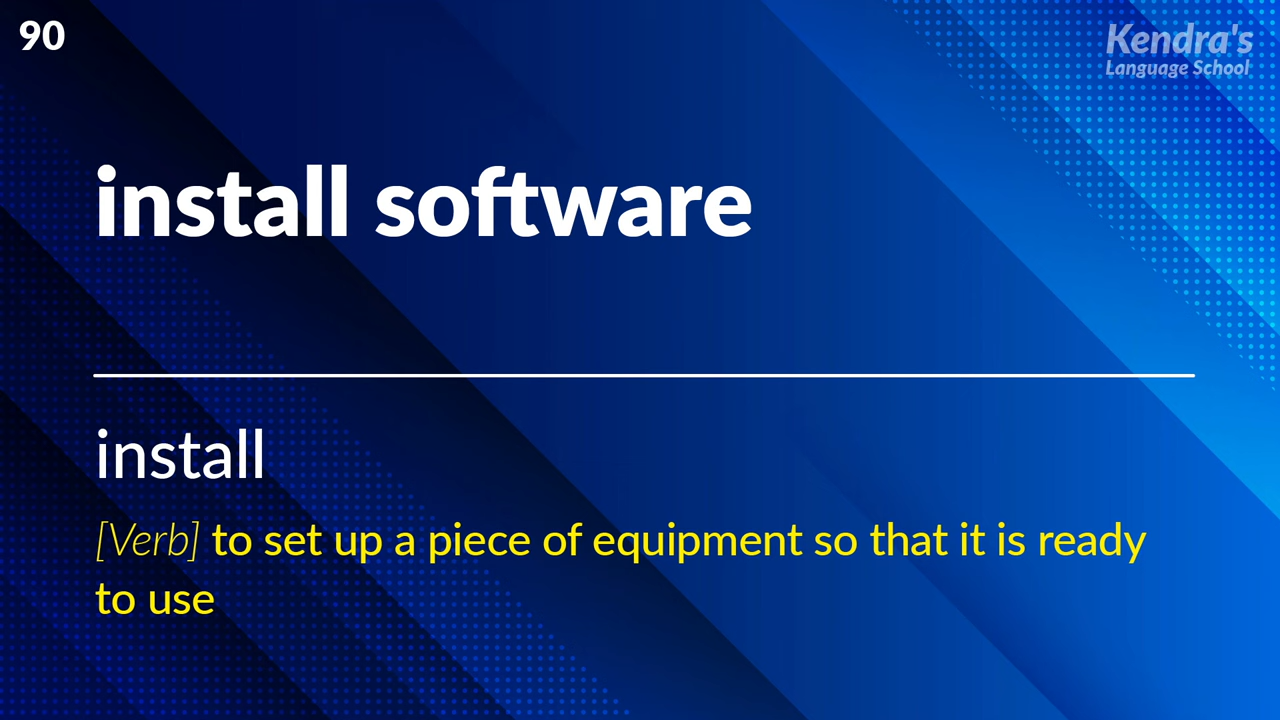 90
Kendra's
Language School
install software
install
[Verb] to set up a piece of equipment so that it is ready
to use